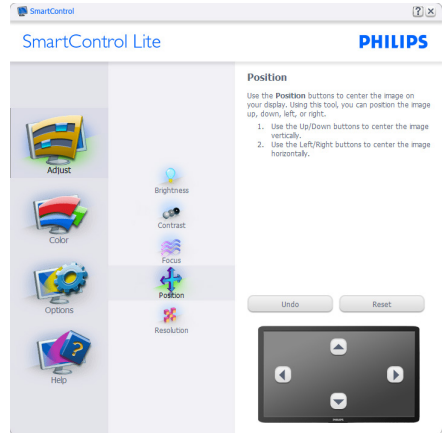 SmartControl
SmartControl Lite
PHILIPS
Adjust
Color
Options
Help
Brightness
Contrast
Focus
Position
Resolution
Position
Use the Position buttons to center the image on
your display. Using this tool, you can position the image
up, down, left, or right.
1. Use the Up/Down buttons to center the image
vertically.
2. Use the Left/Right buttons to center the image
horizontally.
Undo
Reset
PHILIPS